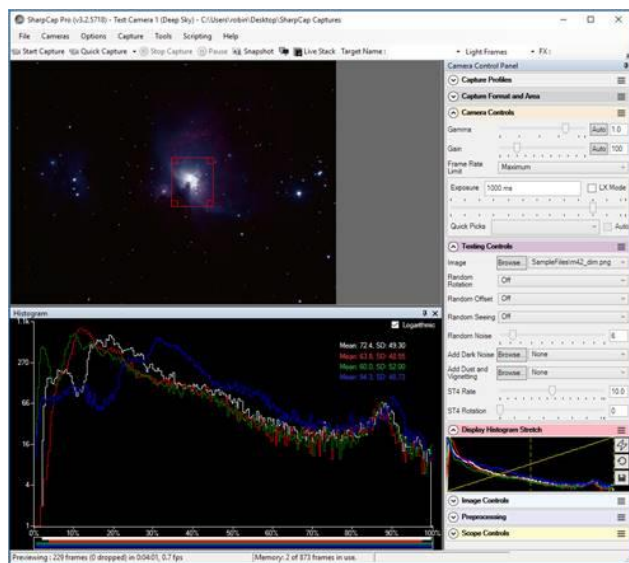 SharpCap Pro (v3.2.5718) - Test Camera 1 (Deep Sky) - C:\Users\robin\Desktop\SharpCap Captures
File Cameras Options Capture Tools Scripting Help
Start Capture Quick Capture Stop Capture Pause Snapshot Live Stack Target Name : Light Frames FX :
Camera Control Panel
Capture Profiles
Capture Format and Area
Camera Controls
Gamma Auto 1.0
Gain Auto 100
Frame Rate Limit Maximum
Exposure 1000 ms LX Mode
Quick Picks Auto
Testing Controls
Image Browse... SampleFiles\m42_dim.png
Random Rotation Off
Random Offset Off
Random Seeing Off
Random Noise 6
Add Dark Noise Browse... None
Add Dust and Vignetting Browse... None
ST4 Rate 10.0
ST4 Rotation 0
Display Histogram Stretch
Image Controls
Preprocessing
Scope Controls
Histogram
Logarithmic
1.1k
270
66
16
4
1
Mean: 72.4, SD: 49.30
0% 10% 20% 30% 40% 50% 60% 70% 80% 90% 100%
Previewing : 229 frames (0 dropped) in 0:04:01, 0.7 fps Memory: 2 of 873 frames in use.